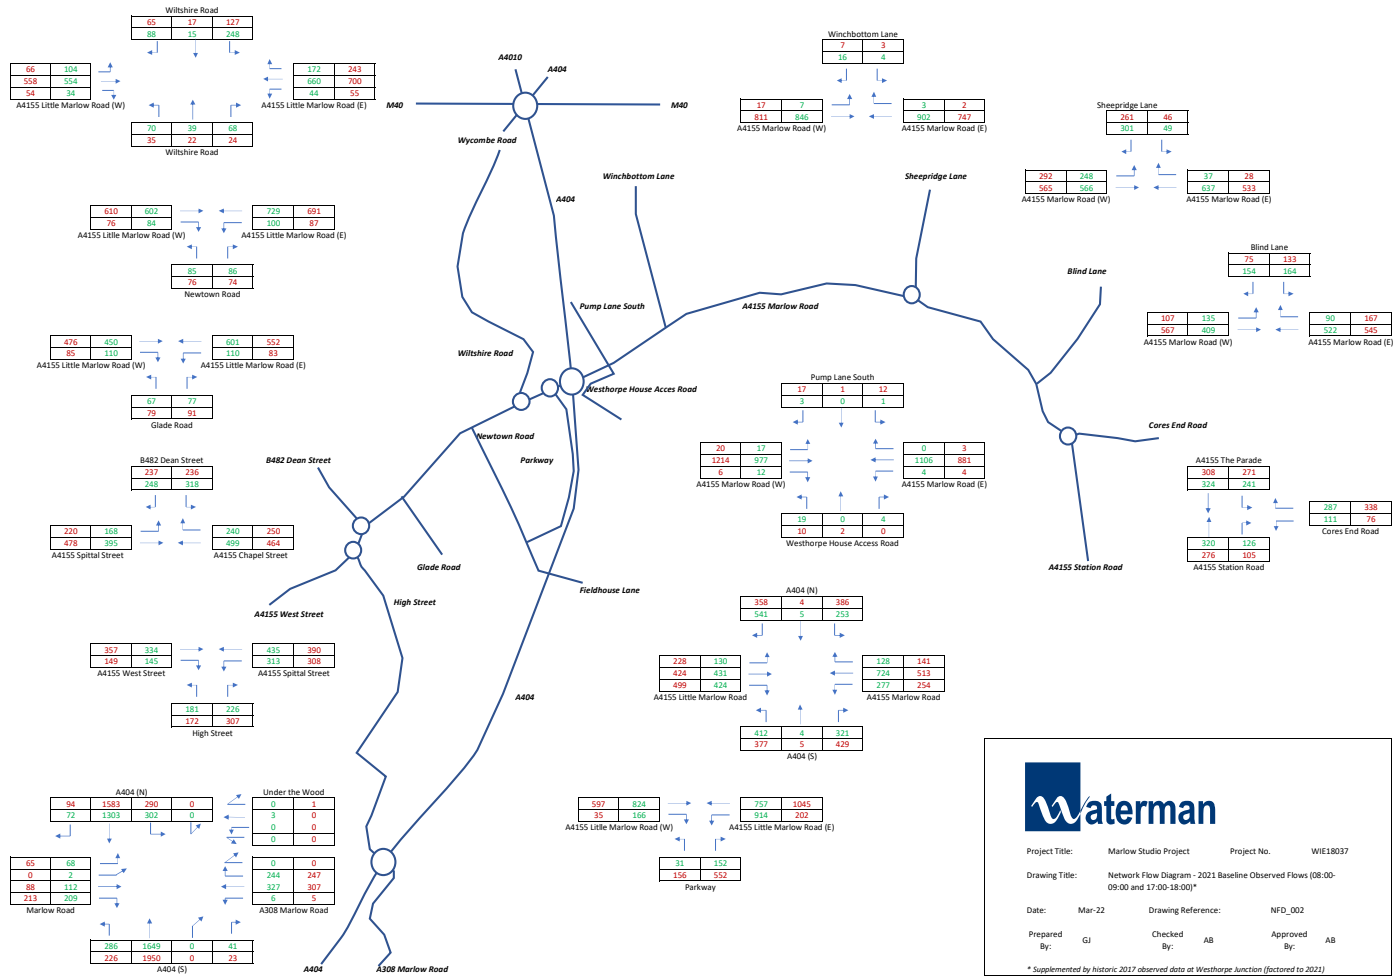 Wiltshire Road
65 17 127
88 15 248
66 104
558 554
54 34
A4155 Little Marlow Road (W)
172 243
660 700
44 55
A4155 Little Marlow Road (E)
70 39 68
35 22 24
Wiltshire Road
610 602
76 84
A4155 Litlle Marlow Road (W)
729 691
100 87
A4155 Little Marlow Road (E)
85 86
76 74
Newtown Road
476 450
85 110
A4155 Little Marlow Road (W)
601 552
110 83
A4155 Little Marlow Road (E)
67 77
79 91
Glade Road
B482 Dean Street
237 236
248 318
220 168
478 395
A4155 Spittal Street
240 250
499 464
A4155 Chapel Street
357 334
149 145
A4155 West Street
435 390
313 308
A4155 Spittal Street
181 226
172 307
High Street
A404 (N)
94 1583 290 0
72 1303 302 0
Under the Wood
0 1
3 0
0 0
0 0
65 68
0 2
88 112
213 209
Marlow Road
0 0
244 247
327 307
6 5
A308 Marlow Road
286 1649 0 41
226 1950 0 23
A404 (S)
A4010
A404
M40
M40
Wycombe Road
A404
Winchbottom Lane
Sheepridge Lane
Blind Lane
Pump Lane South
A4155 Marlow Road
Wiltshire Road
Westhorpe House Acces Road
Newtown Road
Parkway
B482 Dean Street
Cores End Road
Glade Road
A4155 Station Road
Fieldhouse Lane
High Street
A4155 West Street
A404
A404
A308 Marlow Road
Winchbottom Lane
7 3
16 4
17 7
811 846
A4155 Marlow Road (W)
3 2
902 747
A4155 Marlow Road (E)
Sheepridge Lane
261 46
301 49
292 248
565 566
A4155 Marlow Road (W)
37 28
637 533
A4155 Marlow Road (E)
Blind Lane
75 133
154 164
107 135
567 409
A4155 Marlow Road (W)
90 167
522 545
A4155 Marlow Road (E)
Pump Lane South
17 1 12
3 0 1
20 17
1214 977
6 12
A4155 Marlow Road (W)
0 3
1106 881
4 4
A4155 Marlow Road (E)
19 0 4
10 2 0
Westhorpe House Access Road
A4155 The Parade
308 271
324 241
287 338
111 76
Cores End Road
320 126
276 105
A4155 Station Road
A404 (N)
358 4 386
541 5 253
228 130
424 431
499 424
A4155 Little Marlow Road
128 141
724 513
277 254
A4155 Marlow Road
412 4 321
377 5 429
A404 (S)
597 824
35 166
A4155 Litlle Marlow Road (W)
757 1045
914 202
A4155 Little Marlow Road (E)
31 152
156 552
Parkway
Waterman
Project Title: Marlow Studio Project Project No. WIE18037
Drawing Title: Network Flow Diagram - 2021 Baseline Observed Flows (08:00-
09:00 and 17:00-18:00)*
Date: Mar-22 Drawing Reference: NFD_002
Prepared By: GJ Checked By: AB Approved By: AB
* Supplemented by historic 2017 observed data at Westhorpe Junction (factored to 2021)